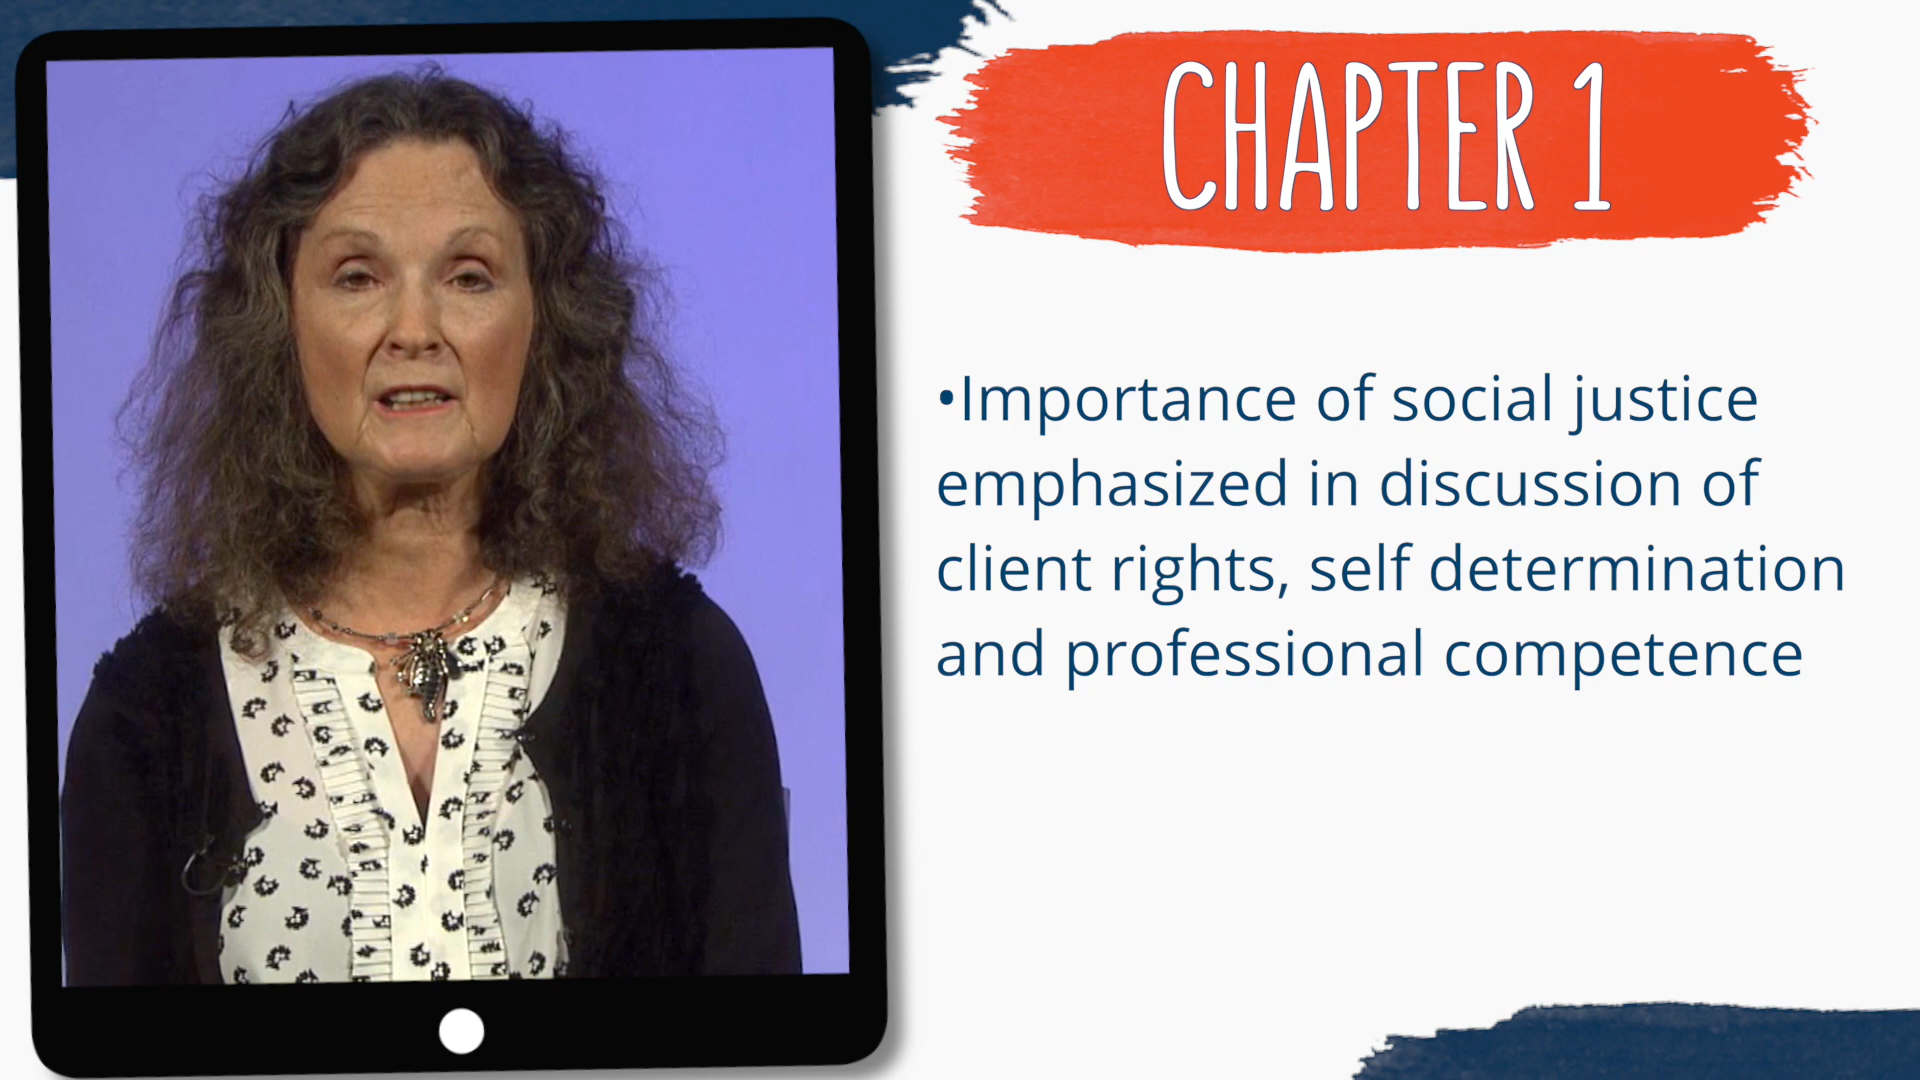 CHAPTER 1
•Importance of social justice
emphasized in discussion of
client rights, self determination
and professional competence